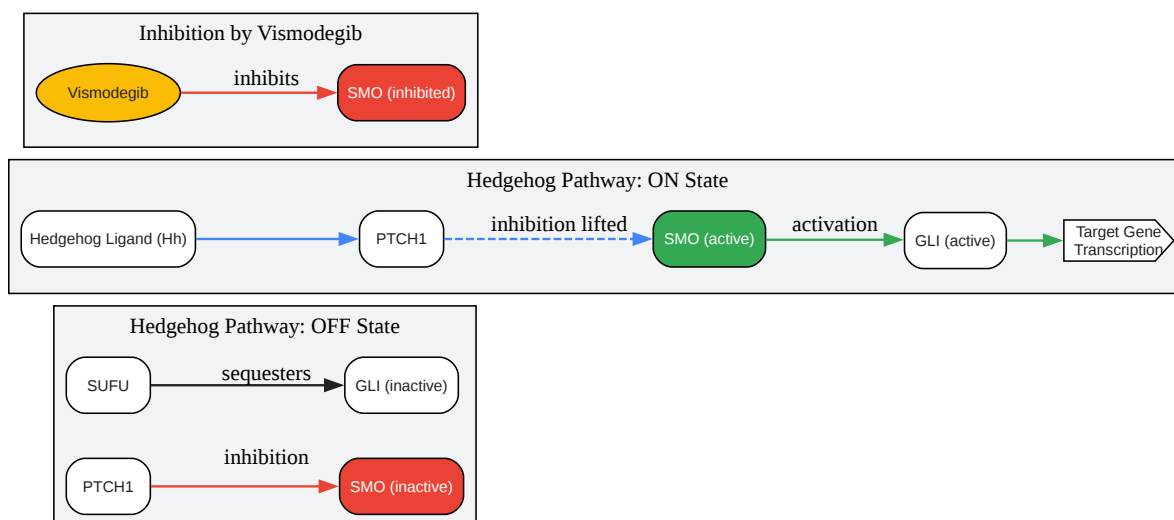 Inhibition by Vismodegib
Vismodegib
inhibits
SMO (inhibited)
Hedgehog Pathway: ON State
Hedgehog Ligand (Hh)
PTCH1
inhibition lifted
SMO (active)
activation
GLI (active)
Target Gene
Transcription
Hedgehog Pathway: OFF State
SUFU
sequesters
GLI (inactive)
PTCH1
inhibition
SMO (inactive)